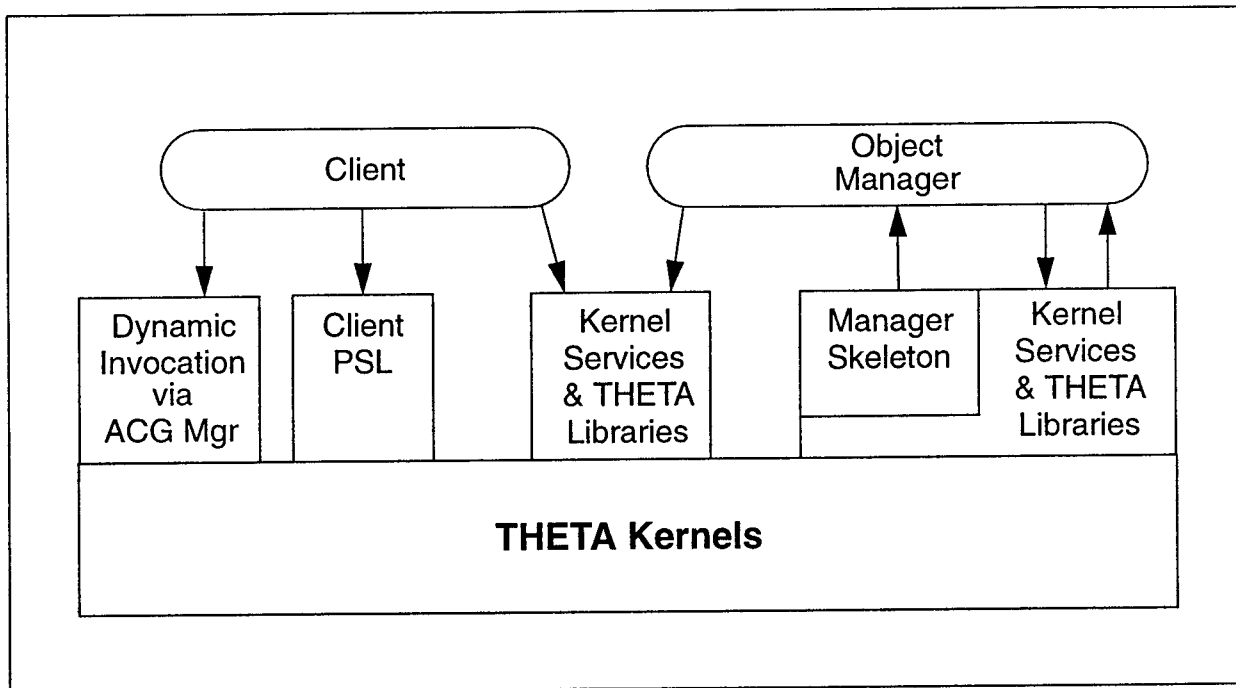 Client
Object
Manager
Dynamic
Invocation
via
ACG Mgr
Client
PSL
Kernel
Services
& THETA
Libraries
Manager
Skeleton
Kernel
Services
& THETA
Libraries
THETA Kernels